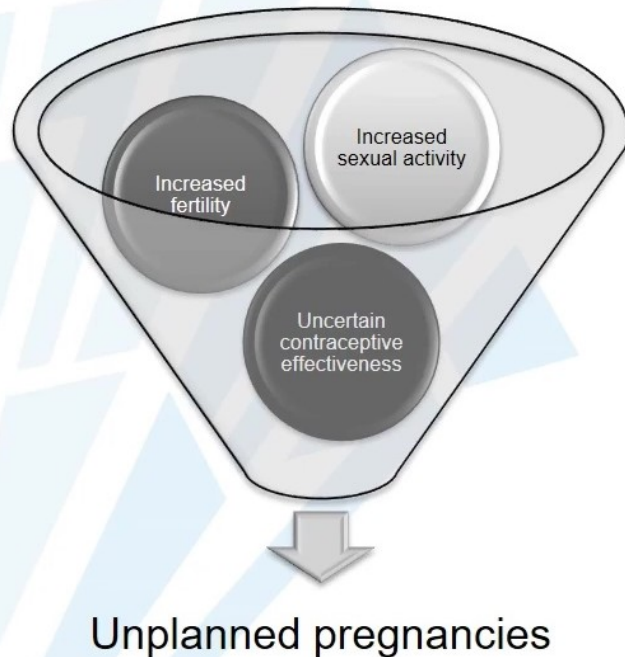 Increased
sexual activity
Increased
fertility
Uncertain
contraceptive
effectiveness
Unplanned pregnancies